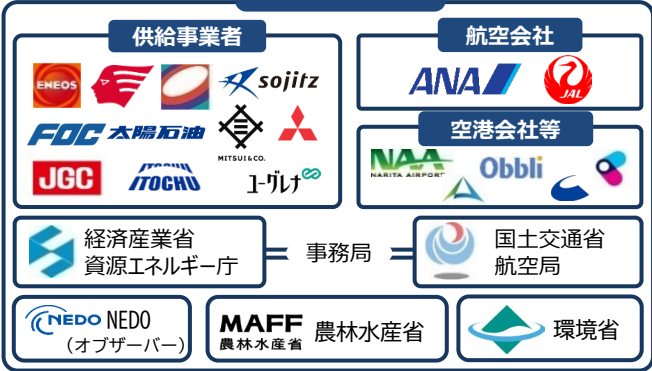 供給事業者
ENEOS
sojitz
FOC 太陽石油
MITSUI & CO.
JGC
ITOCHU
ITOCHU
ユーグレナ
航空会社
ANA
JAL
空港会社等
NAA
NARITA AIRPORT
Obbli
経済産業省
資源エネルギー庁
事務局
国土交通省
航空局
NEDO NEDO
(オブザーバー)
MAFF
農林水産省
農林水産省
環境省